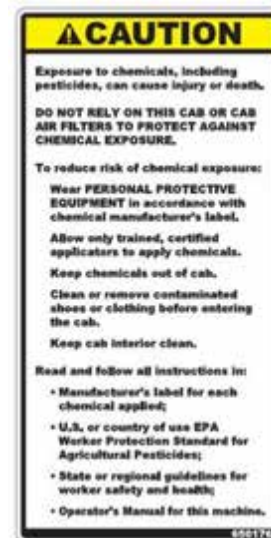 CAUTION
Exposure to chemicals, including
pesticides, can cause injury or death.
DO NOT RELY ON THIS CAB OR CAB
AIR FILTERS TO PROTECT AGAINST
CHEMICAL EXPOSURE.
To reduce risk of chemical exposure:
Wear PERSONAL PROTECTIVE
EQUIPMENT in accordance with
chemical manufacturer's label.
Allow only trained, certified
applicators to apply chemicals.
Keep chemicals out of cab.
Clean or remove contaminated
shoes or clothing before entering
the cab.
Keep cab interior clean.
Read and follow all instructions in:
• Manufacturer's label for each
chemical applied;
• U.S. or country of use EPA
Worker Protection Standard for
Agricultural Pesticides;
• State or regional guidelines for
worker safety and health;
• Operator's Manual for this machine.
650176